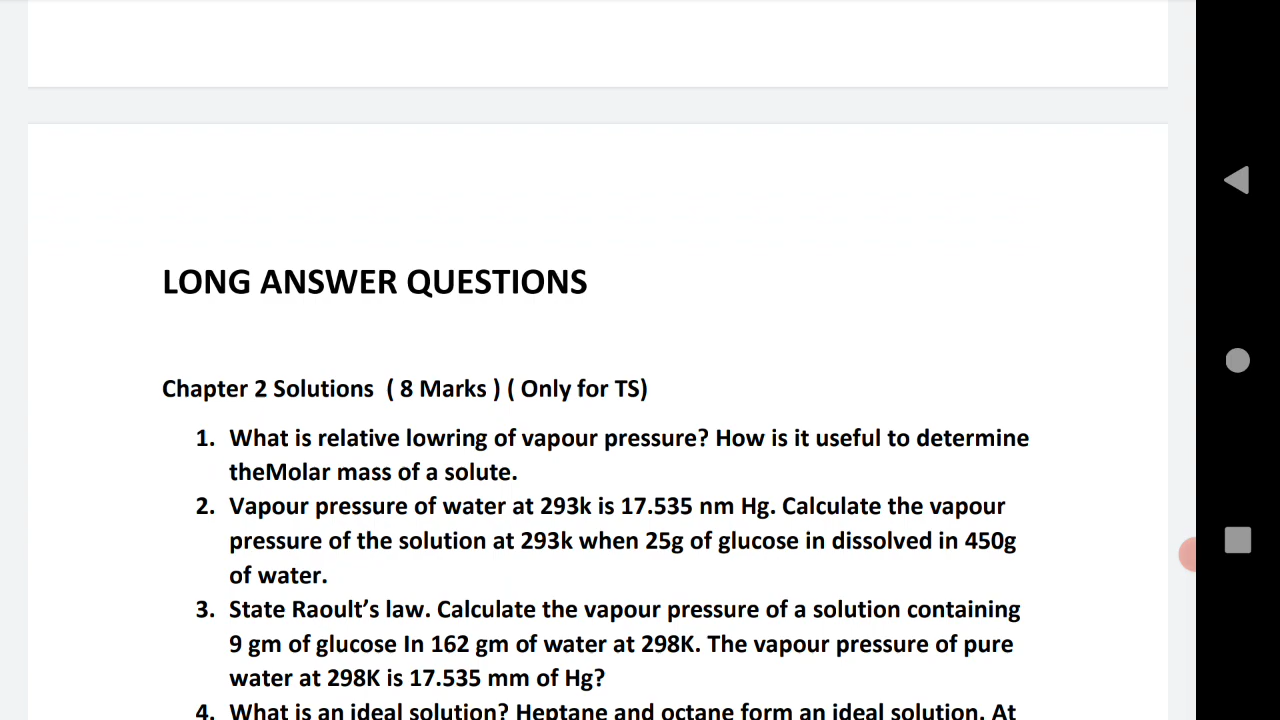 LONG ANSWER QUESTIONS
Chapter 2 Solutions ( 8 Marks ) ( Only for TS)
1. What is relative lowring of vapour pressure? How is it useful to determine
theMolar mass of a solute.
2. Vapour pressure of water at 293k is 17.535 nm Hg. Calculate the vapour
pressure of the solution at 293k when 25g of glucose in dissolved in 450g
of water.
3. State Raoult’s law. Calculate the vapour pressure of a solution containing
9 gm of glucose In 162 gm of water at 298K. The vapour pressure of pure
water at 298K is 17.535 mm of Hg?
4. What is an ideal solution? Heptane and octane form an ideal solution. At